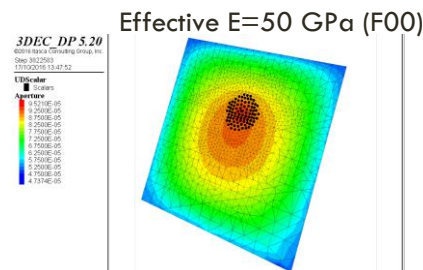 Effective E=50 GPa (F00)
3DEC_DP 5.20
©2016 Itasca Consulting Group, Inc.
Step 3822583
17/10/2016 13:47:52
UDScalar
Scalars
Aperture
9.5210E-05
9.2500E-05
8.7500E-05
8.2500E-05
7.7500E-05
7.2500E-05
6.7500E-05
6.2500E-05
5.7500E-05
5.2500E-05
4.7500E-05
4.7374E-05